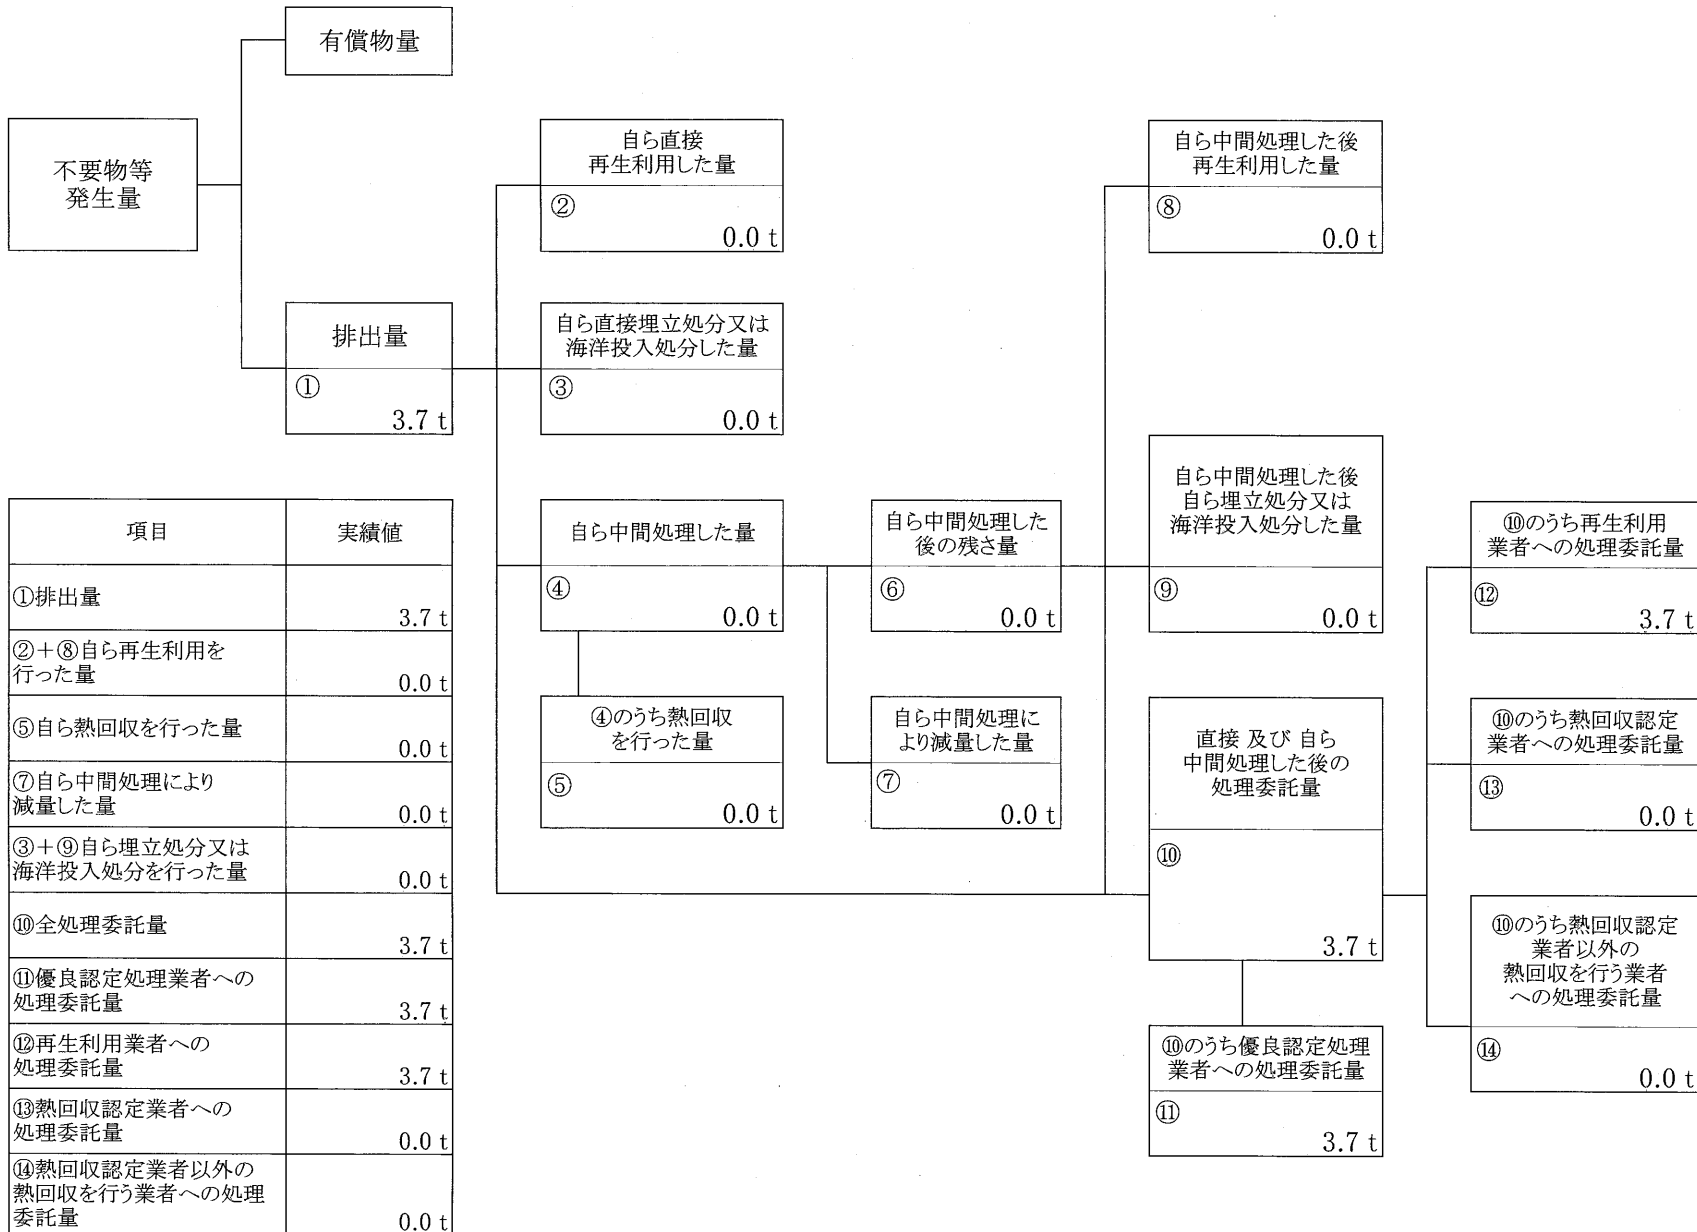 有償物量
不要物等
発生量
排出量
①
3.7 t
自ら直接
再生利用した量
②
0.0 t
自ら直接埋立処分又は
海洋投入処分した量
③
0.0 t
自ら中間処理した量
④
0.0 t
④のうち熱回収
を行った量
⑤
0.0 t
自ら中間処理した
後の残さ量
⑥
0.0 t
自ら中間処理に
より減量した量
⑦
0.0 t
自ら中間処理した後
再生利用した量
⑧
0.0 t
自ら中間処理した後
自ら埋立処分又は
海洋投入処分した量
⑨
0.0 t
直接 及び 自ら
中間処理した後の
処理委託量
⑩
3.7 t
⑩のうち優良認定処理
業者への処理委託量
⑪
3.7 t
⑩のうち再生利用
業者への処理委託量
⑫
3.7 t
⑩のうち熱回収認定
業者への処理委託量
⑬
0.0 t
⑩のうち熱回収認定
業者以外の
熱回収を行う業者
への処理委託量
⑭
0.0 t
項目 実績値
①排出量 3.7 t
②+⑧自ら再生利用を
行った量 0.0 t
⑤自ら熱回収を行った量 0.0 t
⑦自ら中間処理により
減量した量 0.0 t
③+⑨自ら埋立処分又は
海洋投入処分を行った量 0.0 t
⑩全処理委託量 3.7 t
⑪優良認定処理業者への
処理委託量 3.7 t
⑫再生利用業者への
処理委託量 3.7 t
⑬熱回収認定業者への
処理委託量 0.0 t
⑭熱回収認定業者以外の
熱回収を行う業者への処理
委託量 0.0 t